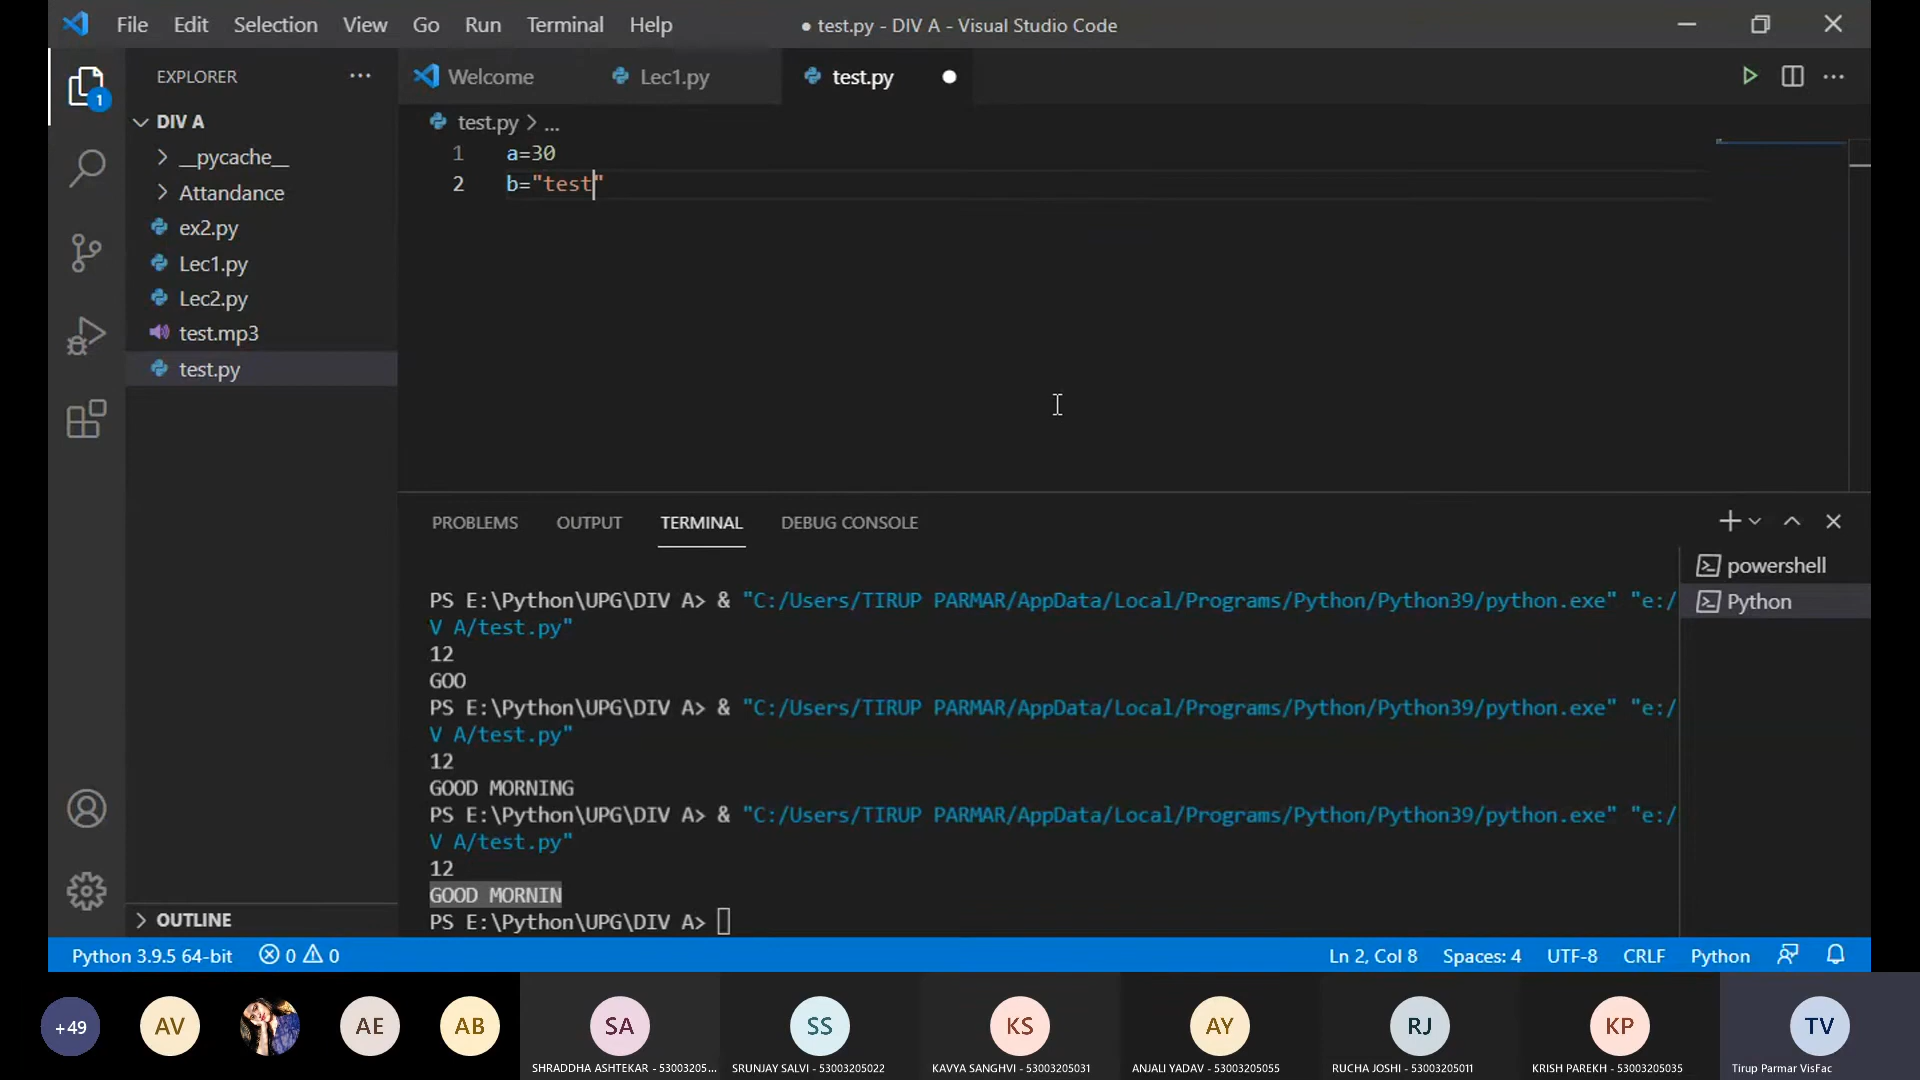 File Edit Selection View Go Run Terminal Help ● test.py - DIV A - Visual Studio Code
EXPLORER ...
Welcome Lec1.py test.py
1
DIV A
test.py > ...
__pycache__
Attandance
ex2.py
Lec1.py
Lec2.py
test.mp3
test.py
1 a=30
2 b="test"
PROBLEMS OUTPUT TERMINAL DEBUG CONSOLE
powershell
Python
PS E:\Python\UPG\DIV A> & "C:/Users/TIRUP PARMAR/AppData/Local/Programs/Python/Python39/python.exe" "e:/
V A/test.py"
12
GOO
PS E:\Python\UPG\DIV A> & "C:/Users/TIRUP PARMAR/AppData/Local/Programs/Python/Python39/python.exe" "e:/
V A/test.py"
12
GOOD MORNING
PS E:\Python\UPG\DIV A> & "C:/Users/TIRUP PARMAR/AppData/Local/Programs/Python/Python39/python.exe" "e:/
V A/test.py"
12
GOOD MORNIN
PS E:\Python\UPG\DIV A>
OUTLINE
Python 3.9.5 64-bit 0 0 Ln 2, Col 8 Spaces: 4 UTF-8 CRLF Python
+49 AV AE AB SA SS KS AY RJ KP TV
SHRADDHA ASHTEKAR - 53003205... SRUNJAY SALVI - 53003205022 KAVYA SANGHVI - 53003205031 ANJALI YADAV - 53003205055 RUCHA JOSHI - 53003205011 KRISH PAREKH - 53003205035 Tirup Parmar VisFac